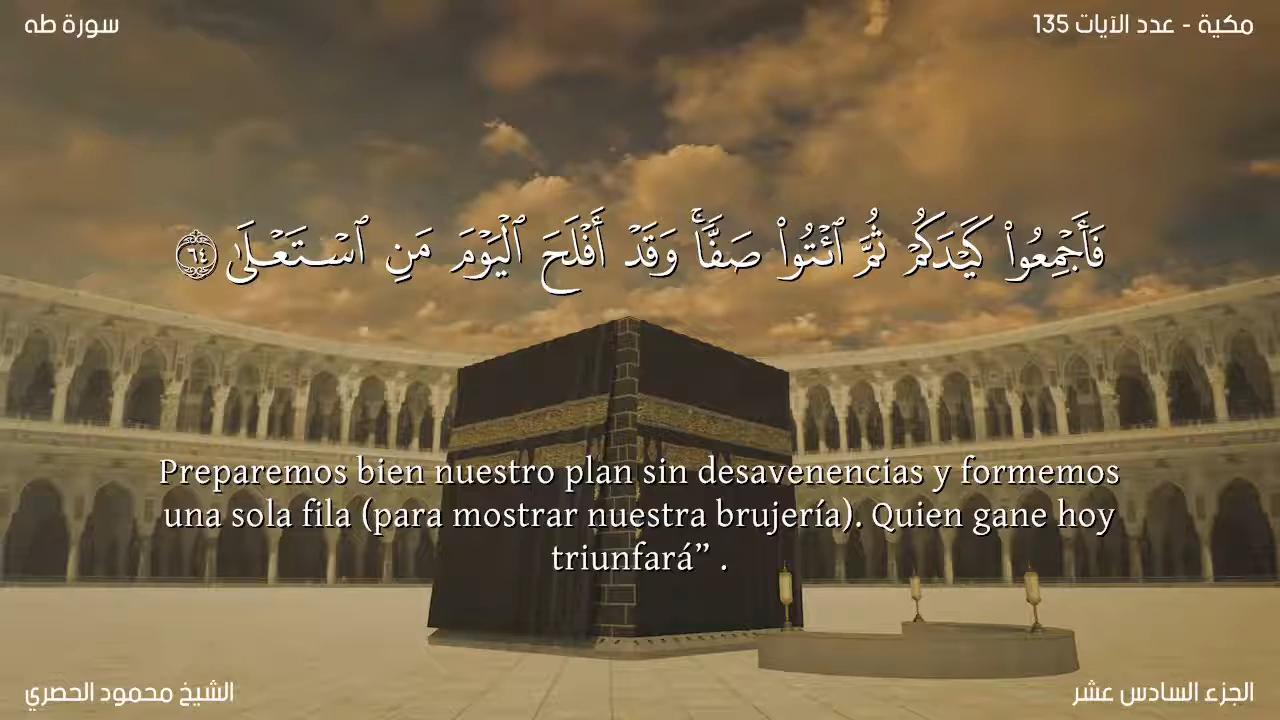 سورة طه
مكية - عدد الآيات 135
فَأَجْمِعُوا۟ كَيْدَكُمْ ثُمَّ ٱئْتُوا۟ صَفًّۭا ۚ وَقَدْ أَفْلَحَ ٱلْيَوْمَ مَنِ ٱسْتَعْلَىٰ ٦٤
Preparemos bien nuestro plan sin desavenencias y formemos
una sola fila (para mostrar nuestra brujería). Quien gane hoy
triunfará” .
الشيخ محمود الحصري
الجزء السادس عشر